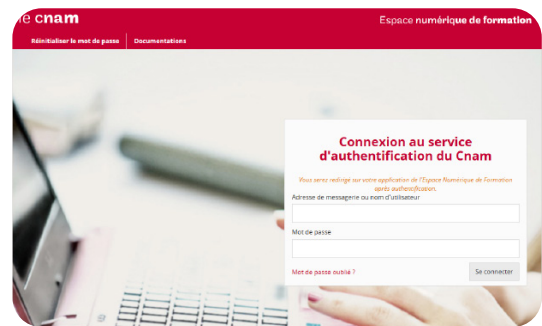 le cnam
Espace numérique de formation
Réinitialiser le mot de passe
Documentations
Connexion au service
d'authentification du Cnam
Vous serez redirigé sur votre application de l'Espace Numérique de Formation
après authentification.
Adresse de messagerie ou nom d'utilisateur
Mot de passe
Mot de passe oublié ?
Se connecter